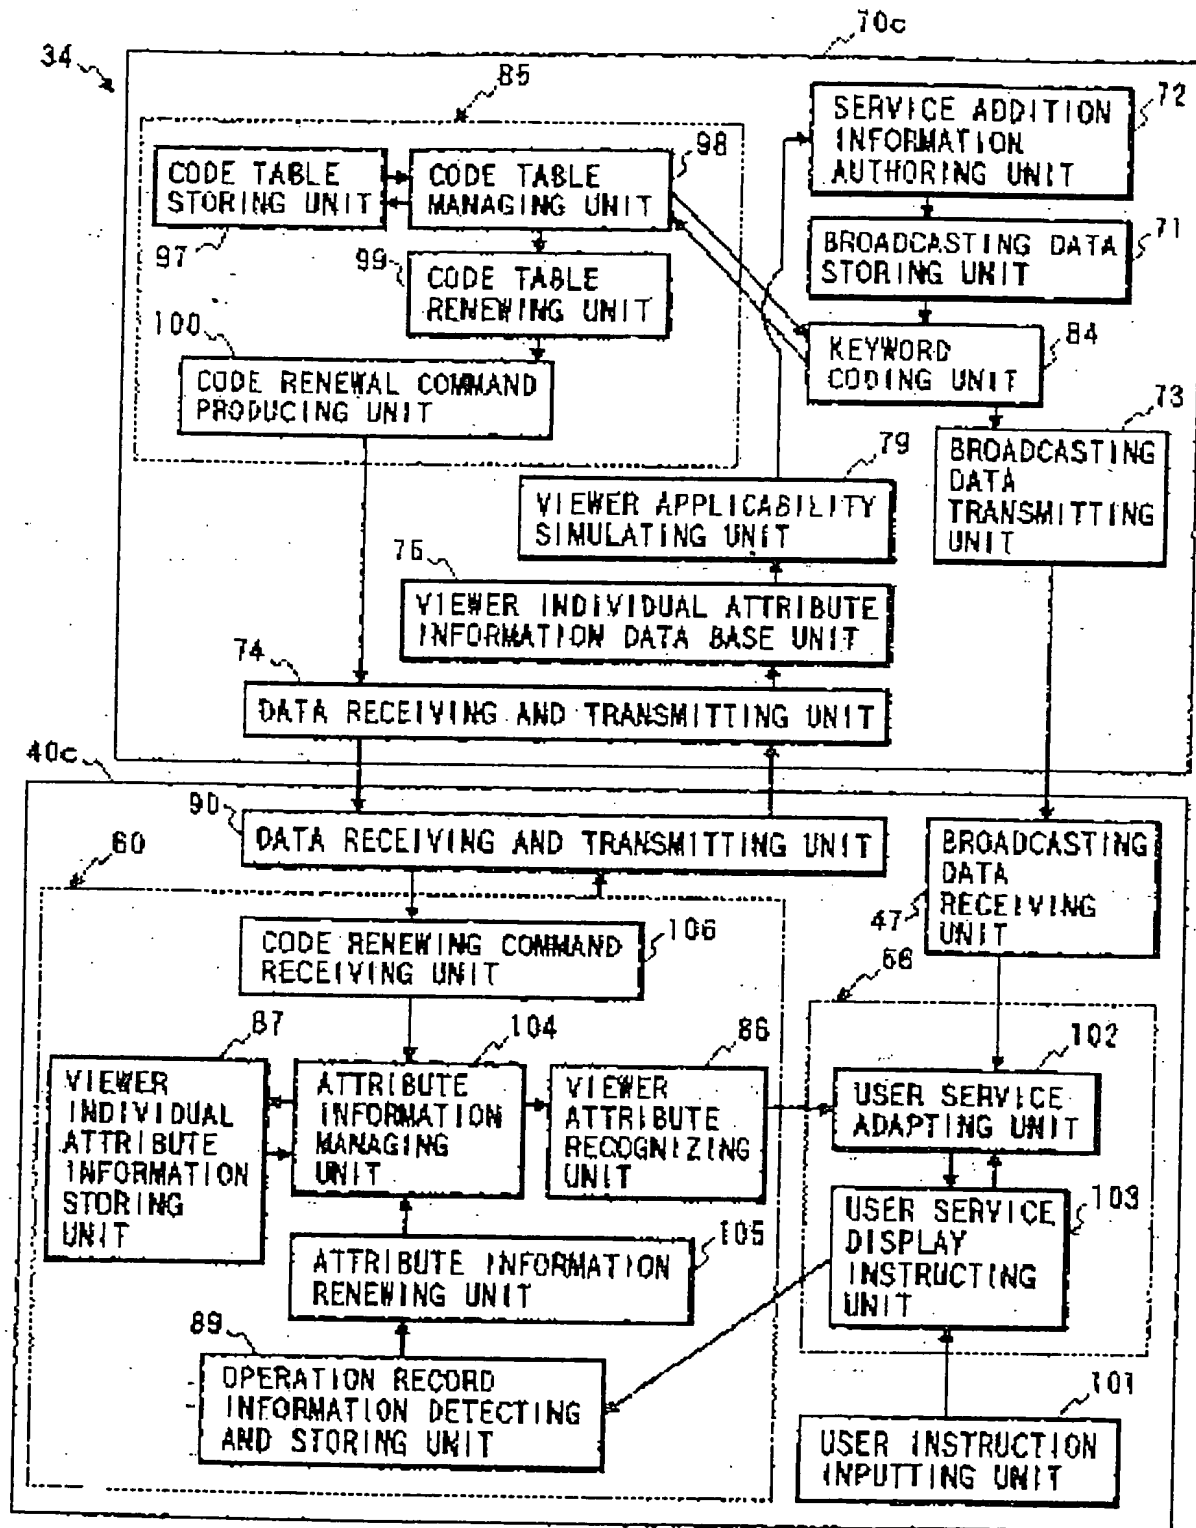 70c
34
85
72
SERVICE ADDITION
INFORMATION
AUTHORING UNIT
98
CODE TABLE
STORING UNIT
CODE TABLE
MANAGING UNIT
97
99
71
BROADCASTING DATA
STORING UNIT
CODE TABLE
RENEWING UNIT
100
84
KEYWORD
CODING UNIT
CODE RENEWAL COMMAND
PRODUCING UNIT
73
BROADCASTING
DATA
TRANSMITTING
UNIT
79
VIEWER APPLICABILITY
SIMULATING UNIT
VIEWER INDIVIDUAL ATTRIBUTE
INFORMATION DATA BASE UNIT
74
DATA RECEIVING AND TRANSMITTING UNIT
40c
90
DATA RECEIVING AND TRANSMITTING UNIT
60
BROADCASTING
DATA
RECEIVING
UNIT
47
CODE RENEWING COMMAND
RECEIVING UNIT
106
87
104
86
102
VIEWER
INDIVIDUAL
ATTRIBUTE
INFORMATION
STORING
UNIT
ATTRIBUTE
INFORMATION
MANAGING
UNIT
VIEWER
ATTRIBUTE
RECOGNIZING
UNIT
USER SERVICE
ADAPTING UNIT
103
USER SERVICE
DISPLAY
INSTRUCTING
UNIT
105
ATTRIBUTE INFORMATION
RENEWING UNIT
89
OPERATION RECORD
INFORMATION DETECTING
AND STORING UNIT
101
USER INSTRUCTION
INPUTTING UNIT